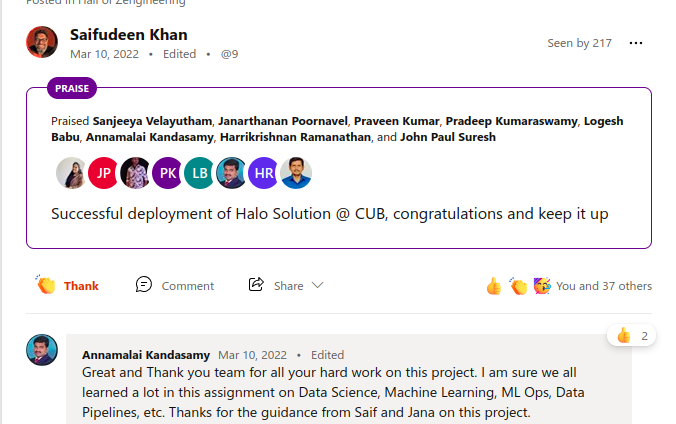 Posted in Hall of Zengineering
Saifudeen Khan
Mar 10, 2022 • Edited • @9
Seen by 217
PRAISE
Praised Sanjeeya Velayutham, Janarthanan Poornavel, Praveen Kumar, Pradeep Kumaraswamy, Logesh
Babu, Annamalai Kandasamy, Harrikrishnan Ramanathan, and John Paul Suresh
JP PK LB HR
Successful deployment of Halo Solution @ CUB, congratulations and keep it up
Thank Comment Share
You and 37 others
2
Annamalai Kandasamy Mar 10, 2022 • Edited
Great and Thank you team for all your hard work on this project. I am sure we all
learned a lot in this assignment on Data Science, Machine Learning, ML Ops, Data
Pipelines, etc. Thanks for the guidance from Saif and Jana on this project.